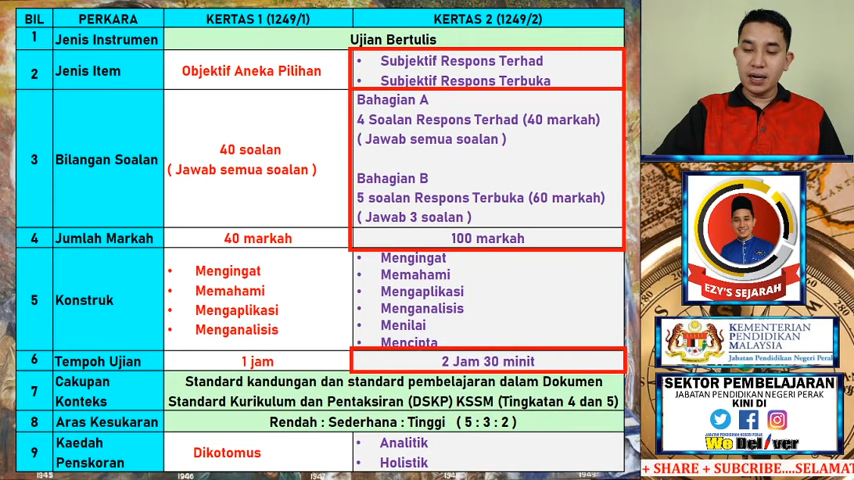 BIL PERKARA KERTAS 1 (1249/1) KERTAS 2 (1249/2)
1 Jenis Instrumen Ujian Bertulis
2 Jenis Item Objektif Aneka Pilihan
• Subjektif Respons Terhad
• Subjektif Respons Terbuka
3 Bilangan Soalan
40 soalan
( Jawab semua soalan )
Bahagian A
4 Soalan Respons Terhad (40 markah)
( Jawab semua soalan )
Bahagian B
5 soalan Respons Terbuka (60 markah)
( Jawab 3 soalan )
4 Jumlah Markah 40 markah 100 markah
5 Konstruk
• Mengingat
• Memahami
• Mengaplikasi
• Menganalisis
• Mengingat
• Memahami
• Mengaplikasi
• Menganalisis
• Menilai
• Mencipta
6 Tempoh Ujian 1 jam 2 Jam 30 minit
7 Cakupan
Konteks
Standard kandungan dan standard pembelajaran dalam Dokumen
Standard Kurikulum dan Pentaksiran (DSKP) KSSM (Tingkatan 4 dan 5)
8 Aras Kesukaran Rendah : Sederhana : Tinggi ( 5 : 3 : 2 )
9 Kaedah
Penskoran
Dikotomus
• Analitik
• Holistik
EZY'S SEJARAH
KEMENTERIAN
PENDIDIKAN
MALAYSIA
Jabatan Pendidikan Negeri Perak
SEKTOR PEMBELAJARAN
JABATAN PENDIDIKAN NEGERI PERAK
KINI DI
We Deliver
+ SHARE + SUBCRIBE....SELAMAT
1945 1946 1947 1948 1949